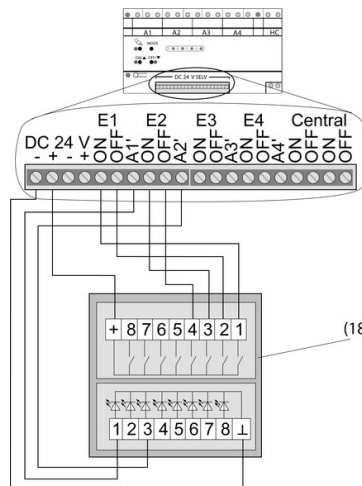 A1 A2 A3 A4 HC
MODE
ON▲ OFF▼
DC 24 V SELV
E1 E2 E3 E4 Central
DC 24 V ON OFF A1' ON OFF A2' ON OFF A3' ON OFF A4' ON OFF ON OFF
- + - +
(18
+ 8 7 6 5 4 3 2 1
1 2 3 4 5 6 7 8 ⊥